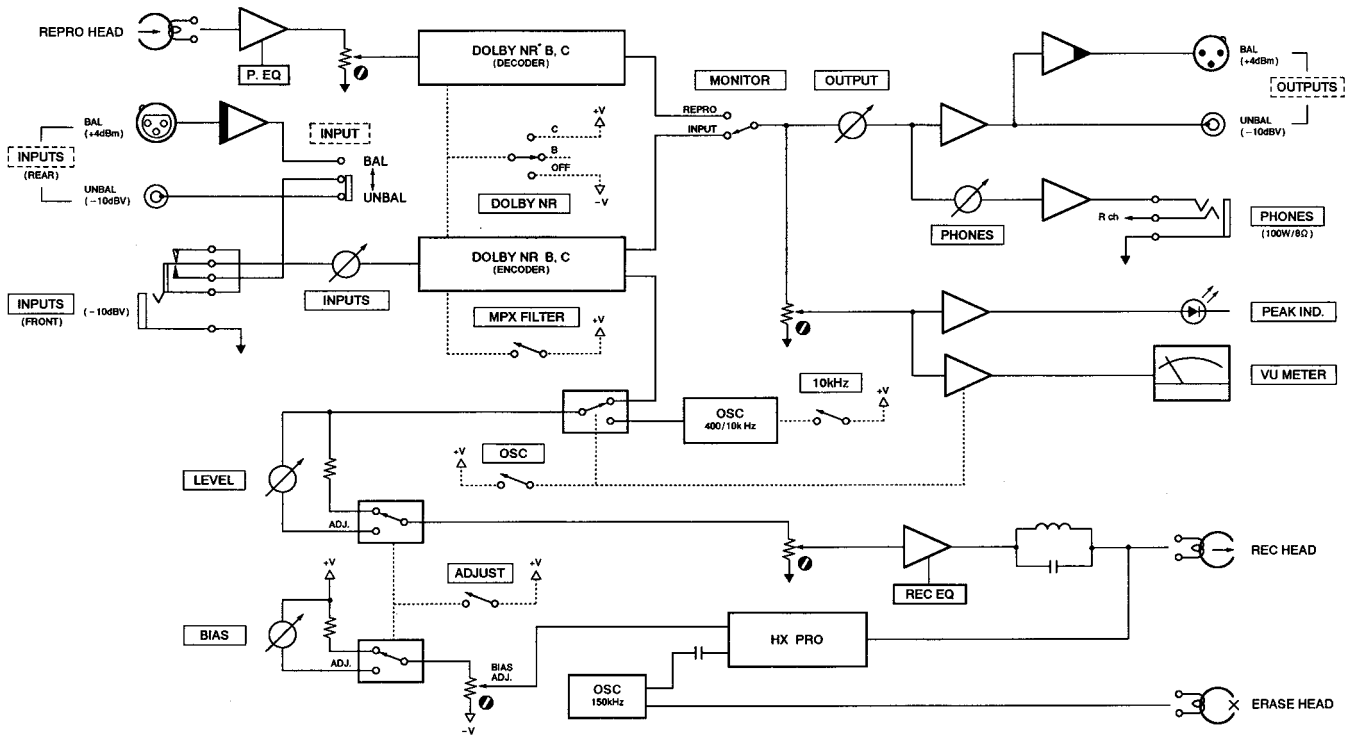 REPRO HEAD
P. EQ
DOLBY NR* B, C
(DECODER)
MONITOR
OUTPUT
BAL
(+4dBm)
OUTPUTS
UNBAL
(−10dBV)
REPRO
INPUT
INPUTS
(REAR)
BAL
(+4dBm)
UNBAL
(−10dBV)
INPUT
BAL
UNBAL
+V
C
B
OFF
−V
DOLBY NR
PHONES
R ch
PHONES
(100W/8Ω)
DOLBY NR B, C
(ENCODER)
INPUTS
INPUTS
(FRONT)
(−10dBV)
MPX FILTER
+V
PEAK IND.
VU METER
10kHz
+V
OSC
400/10k Hz
OSC
+V
LEVEL
ADJ.
ADJUST
+V
REC EQ
REC HEAD
+V
BIAS
ADJ.
BIAS
ADJ.
−V
HX PRO
OSC
150kHz
ERASE HEAD